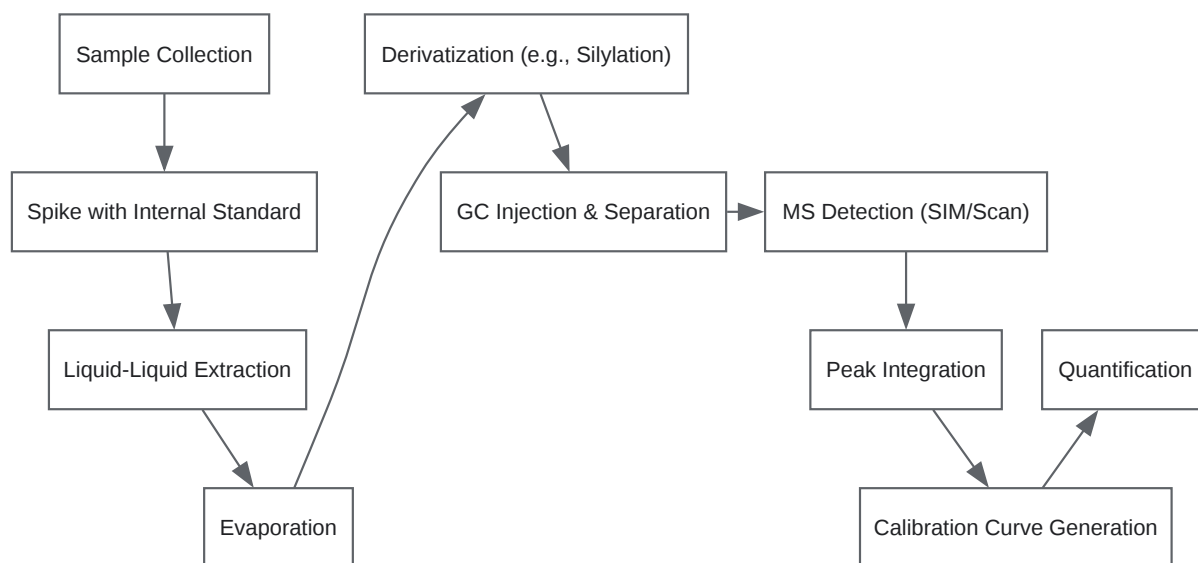 Sample Collection
Spike with Internal Standard
Liquid-Liquid Extraction
Evaporation
Derivatization (e.g., Silylation)
GC Injection & Separation
MS Detection (SIM/Scan)
Peak Integration
Calibration Curve Generation
Quantification